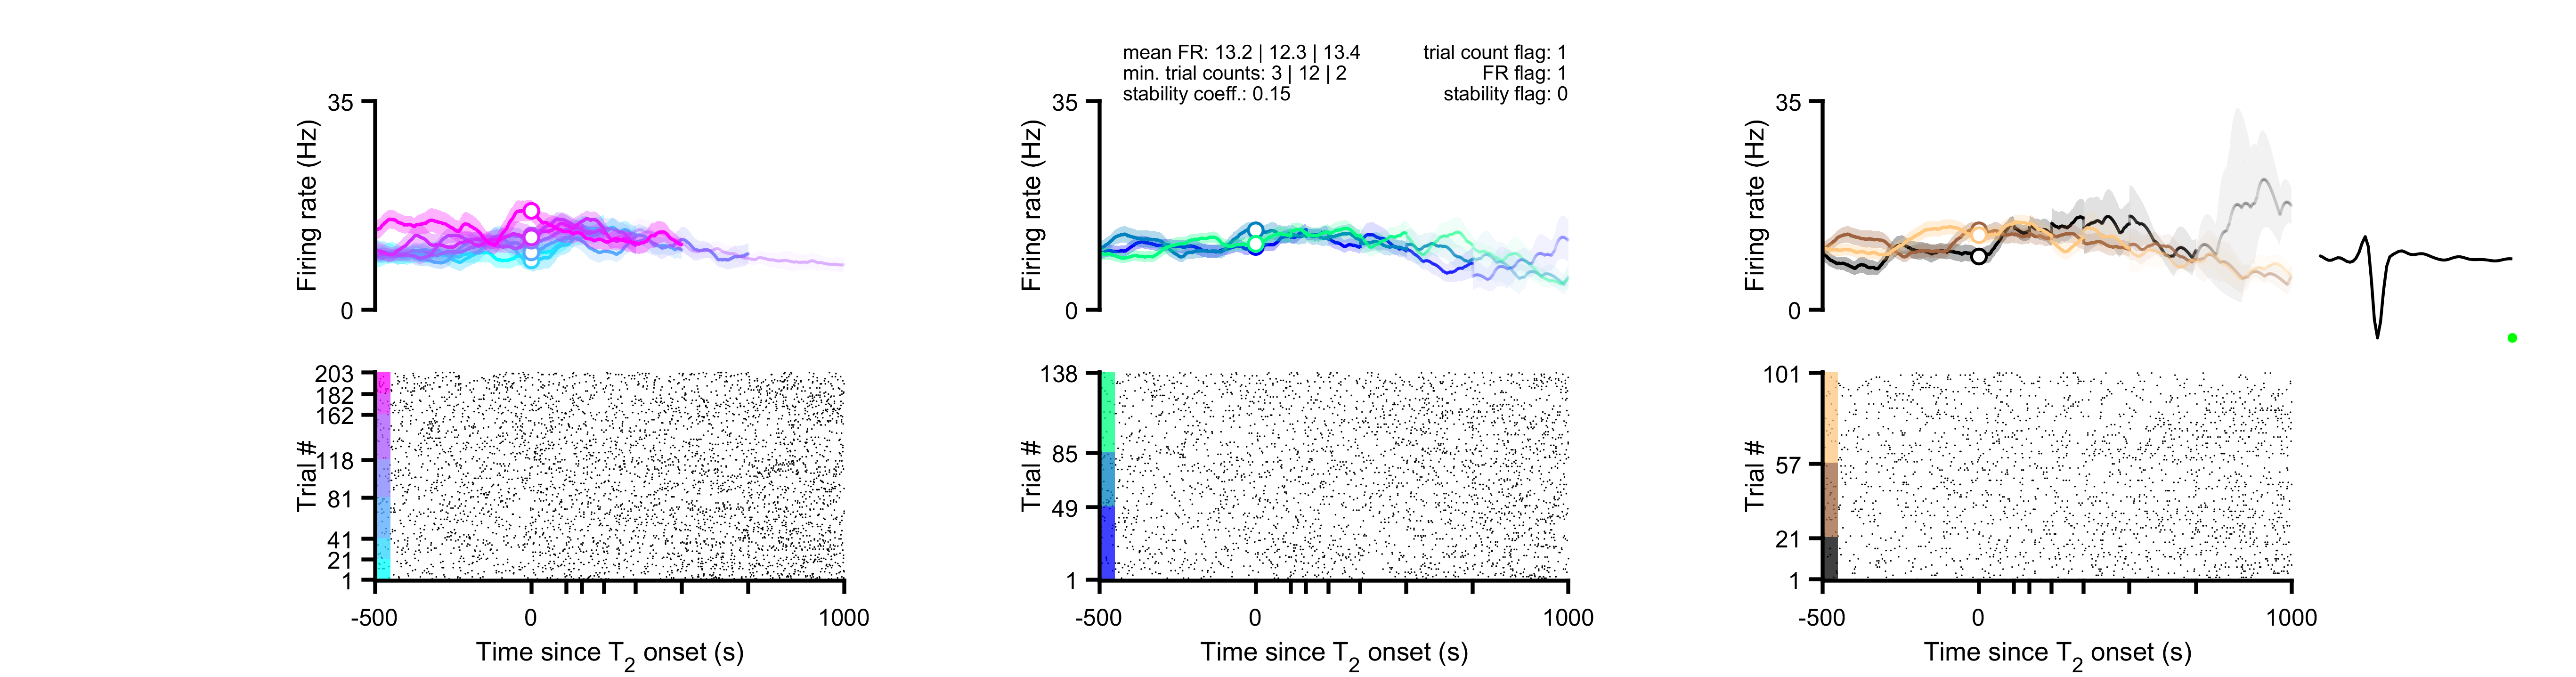 mean FR: 13.2 | 12.3 | 13.4
min. trial counts: 3 | 12 | 2
stability coeff.: 0.15
trial count flag: 1
FR flag: 1
stability flag: 0
35
Firing rate (Hz)
0
203
182
162
118
81
41
21
1
Trial #
-500
0
1000
Time since T2 onset (s)
35
Firing rate (Hz)
0
138
85
49
1
Trial #
-500
0
1000
Time since T2 onset (s)
35
Firing rate (Hz)
0
101
57
21
1
Trial #
-500
0
1000
Time since T2 onset (s)